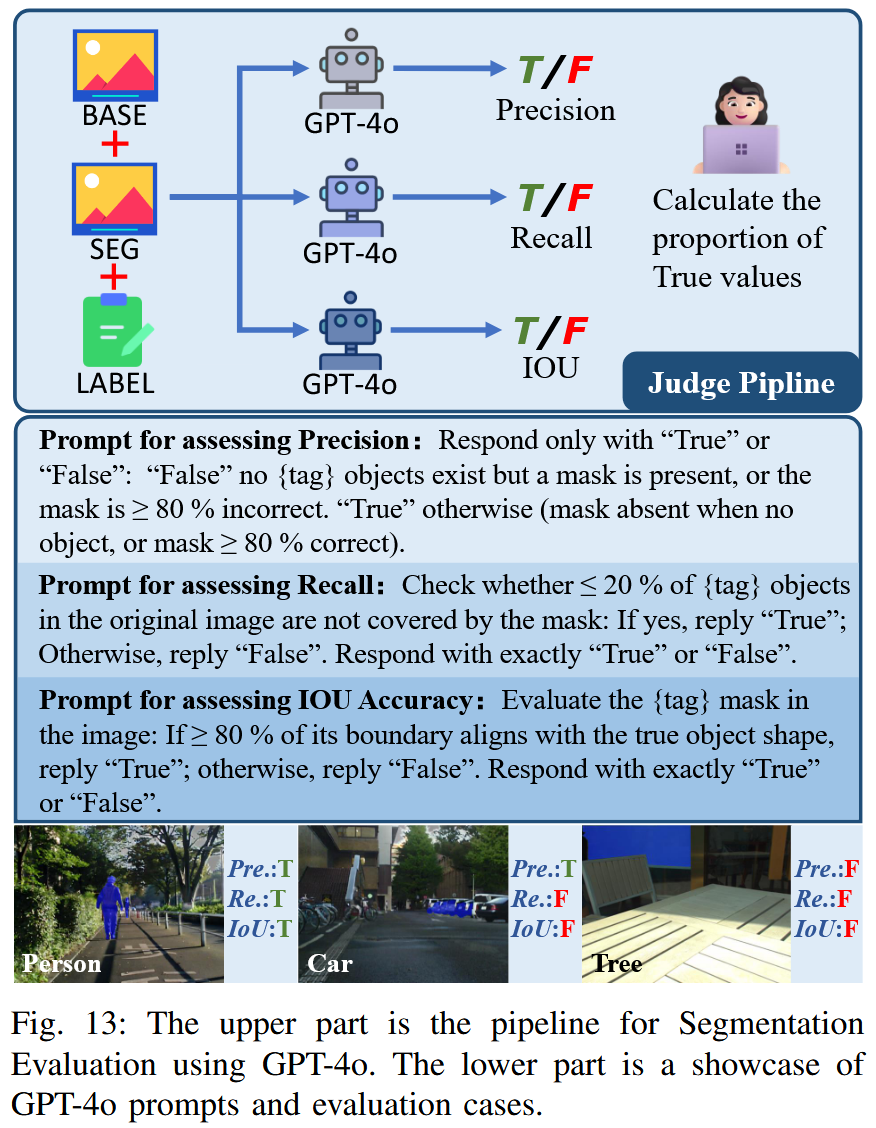 BASE
+
SEG
+
LABEL
GPT-4o
T/F
Precision
GPT-4o
T/F
Recall
GPT-4o
T/F
IOU
Calculate the
proportion of
True values
Judge Pipline
Prompt for assessing Precision： Respond only with “True” or
“False”: “False” no {tag} objects exist but a mask is present, or the
mask is ≥ 80 % incorrect. “True” otherwise (mask absent when no
object, or mask ≥ 80 % correct).
Prompt for assessing Recall： Check whether ≤ 20 % of {tag} objects
in the original image are not covered by the mask: If yes, reply “True”;
Otherwise, reply “False”. Respond with exactly “True” or “False”.
Prompt for assessing IOU Accuracy： Evaluate the {tag} mask in
the image: If ≥ 80 % of its boundary aligns with the true object shape,
reply “True”; otherwise, reply “False”. Respond with exactly “True”
or “False”.
Person
Pre.:T
Re.:T
IoU:T
Car
Pre.:T
Re.:F
IoU:F
Tree
Pre.:F
Re.:F
IoU:F
Fig. 13: The upper part is the pipeline for Segmentation
Evaluation using GPT-4o. The lower part is a showcase of
GPT-4o prompts and evaluation cases.